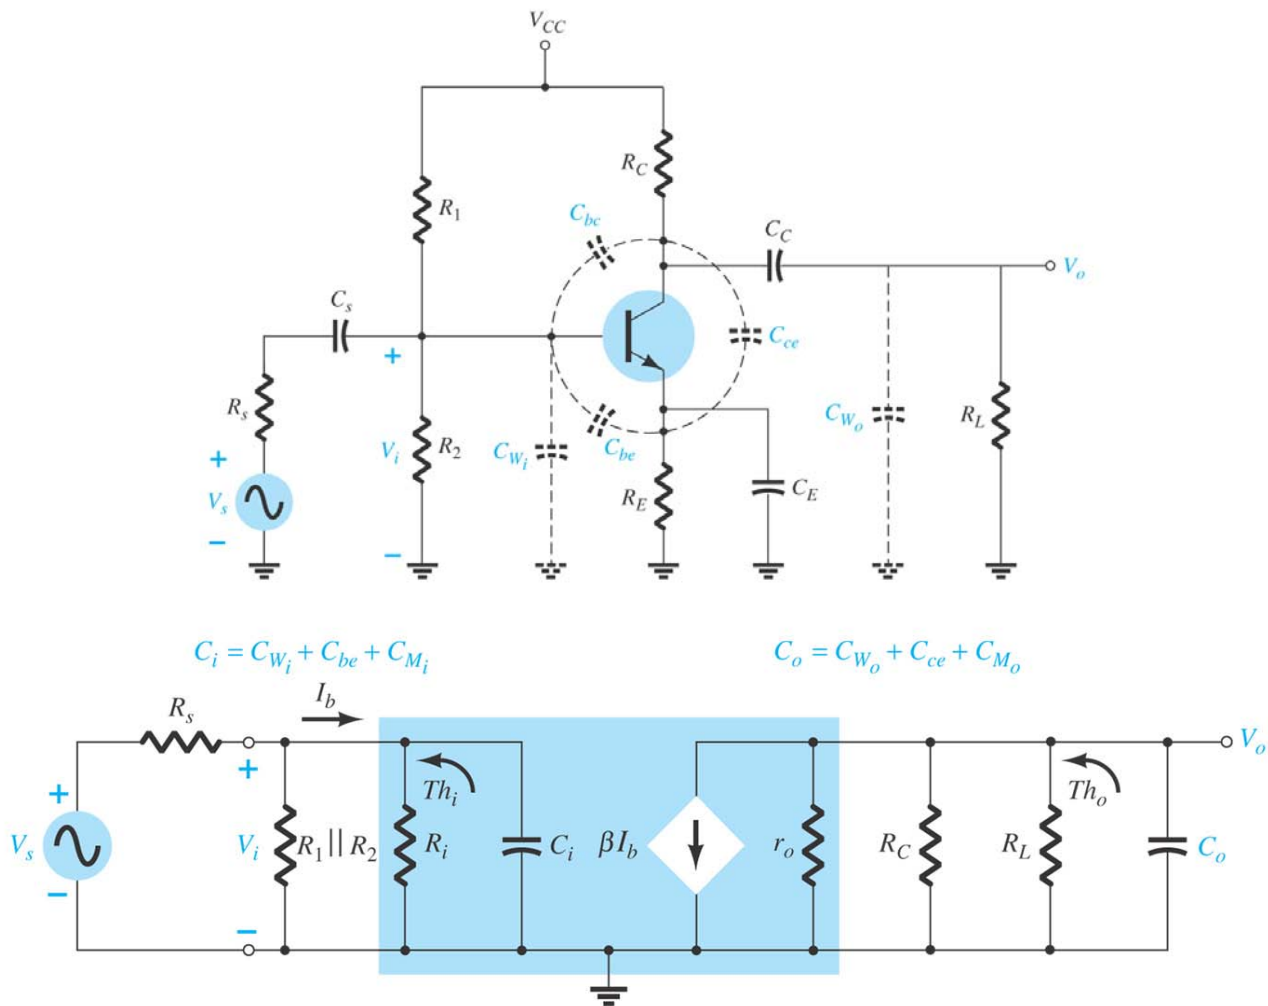 V_CC
R_C
R_1
C_bc
C_C
V_o
C_s
+
C_ce
R_s
C_Wo
R_L
+
V_i
R_2
C_Wi
C_be
V_s
R_E
C_E
−
−
C_i = C_Wi + C_be + C_Mi
C_o = C_Wo + C_ce + C_Mo
I_b
R_s
V_o
+
Th_i
Th_o
+
V_s
V_i
R_1 || R_2
R_i
C_i
βI_b
r_o
R_C
R_L
C_o
−
−